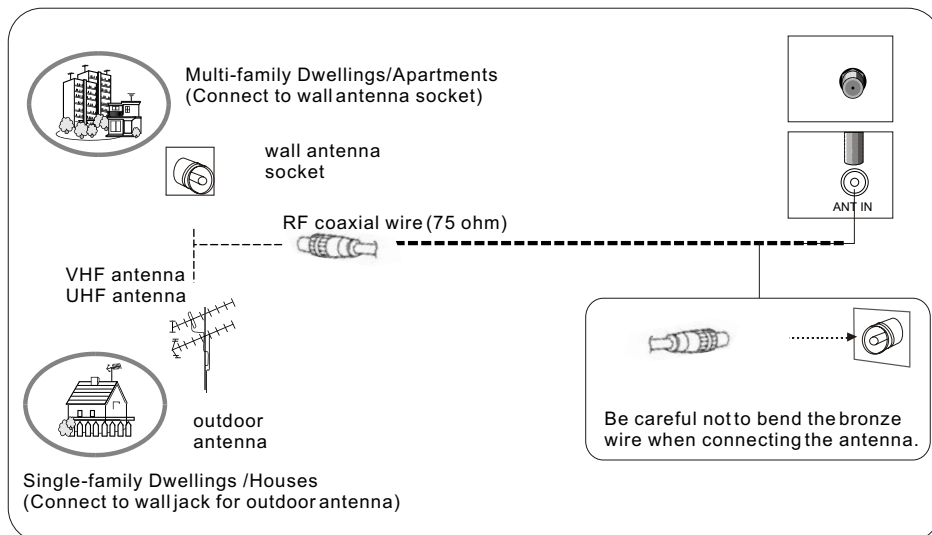 Multi-family Dwellings/Apartments
(Connect to wall antenna socket)
wall antenna
socket
ANT IN
RF coaxial wire (75 ohm)
VHF antenna
UHF antenna
outdoor
antenna
Be careful not to bend the bronze
wire when connecting the antenna.
Single-family Dwellings /Houses
(Connect to wall jack for outdoor antenna)